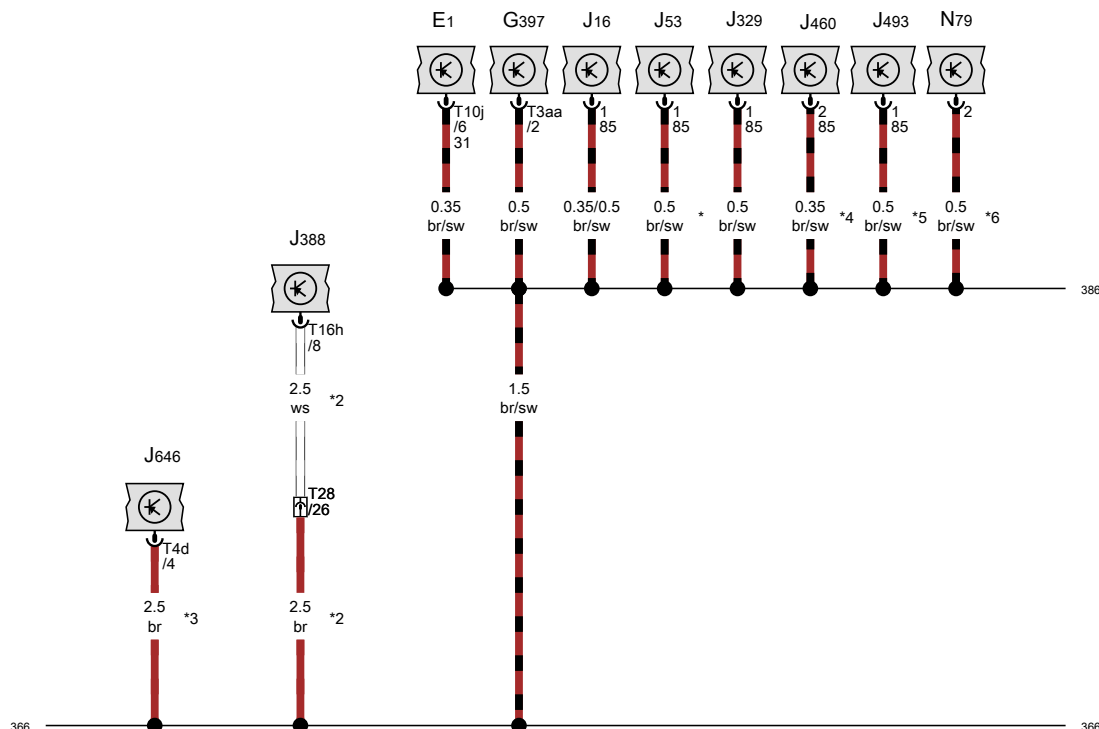 E1 G397 J16 J53 J329 J460 J493 N79
T10j T3aa 1 1 1 2 1 2
/6 /2 85 85 85 85 85
31
0.35 0.5 0.35/0.5 0.5 0.5 0.35 0.5 0.5
br/sw br/sw br/sw br/sw * br/sw br/sw *4 br/sw *5 br/sw *6
J388
386
T16h
/8
2.5 1.5
ws *2 br/sw
J646
T28
/26
T4d
/4
2.5 2.5
br *3 br *2
366 366